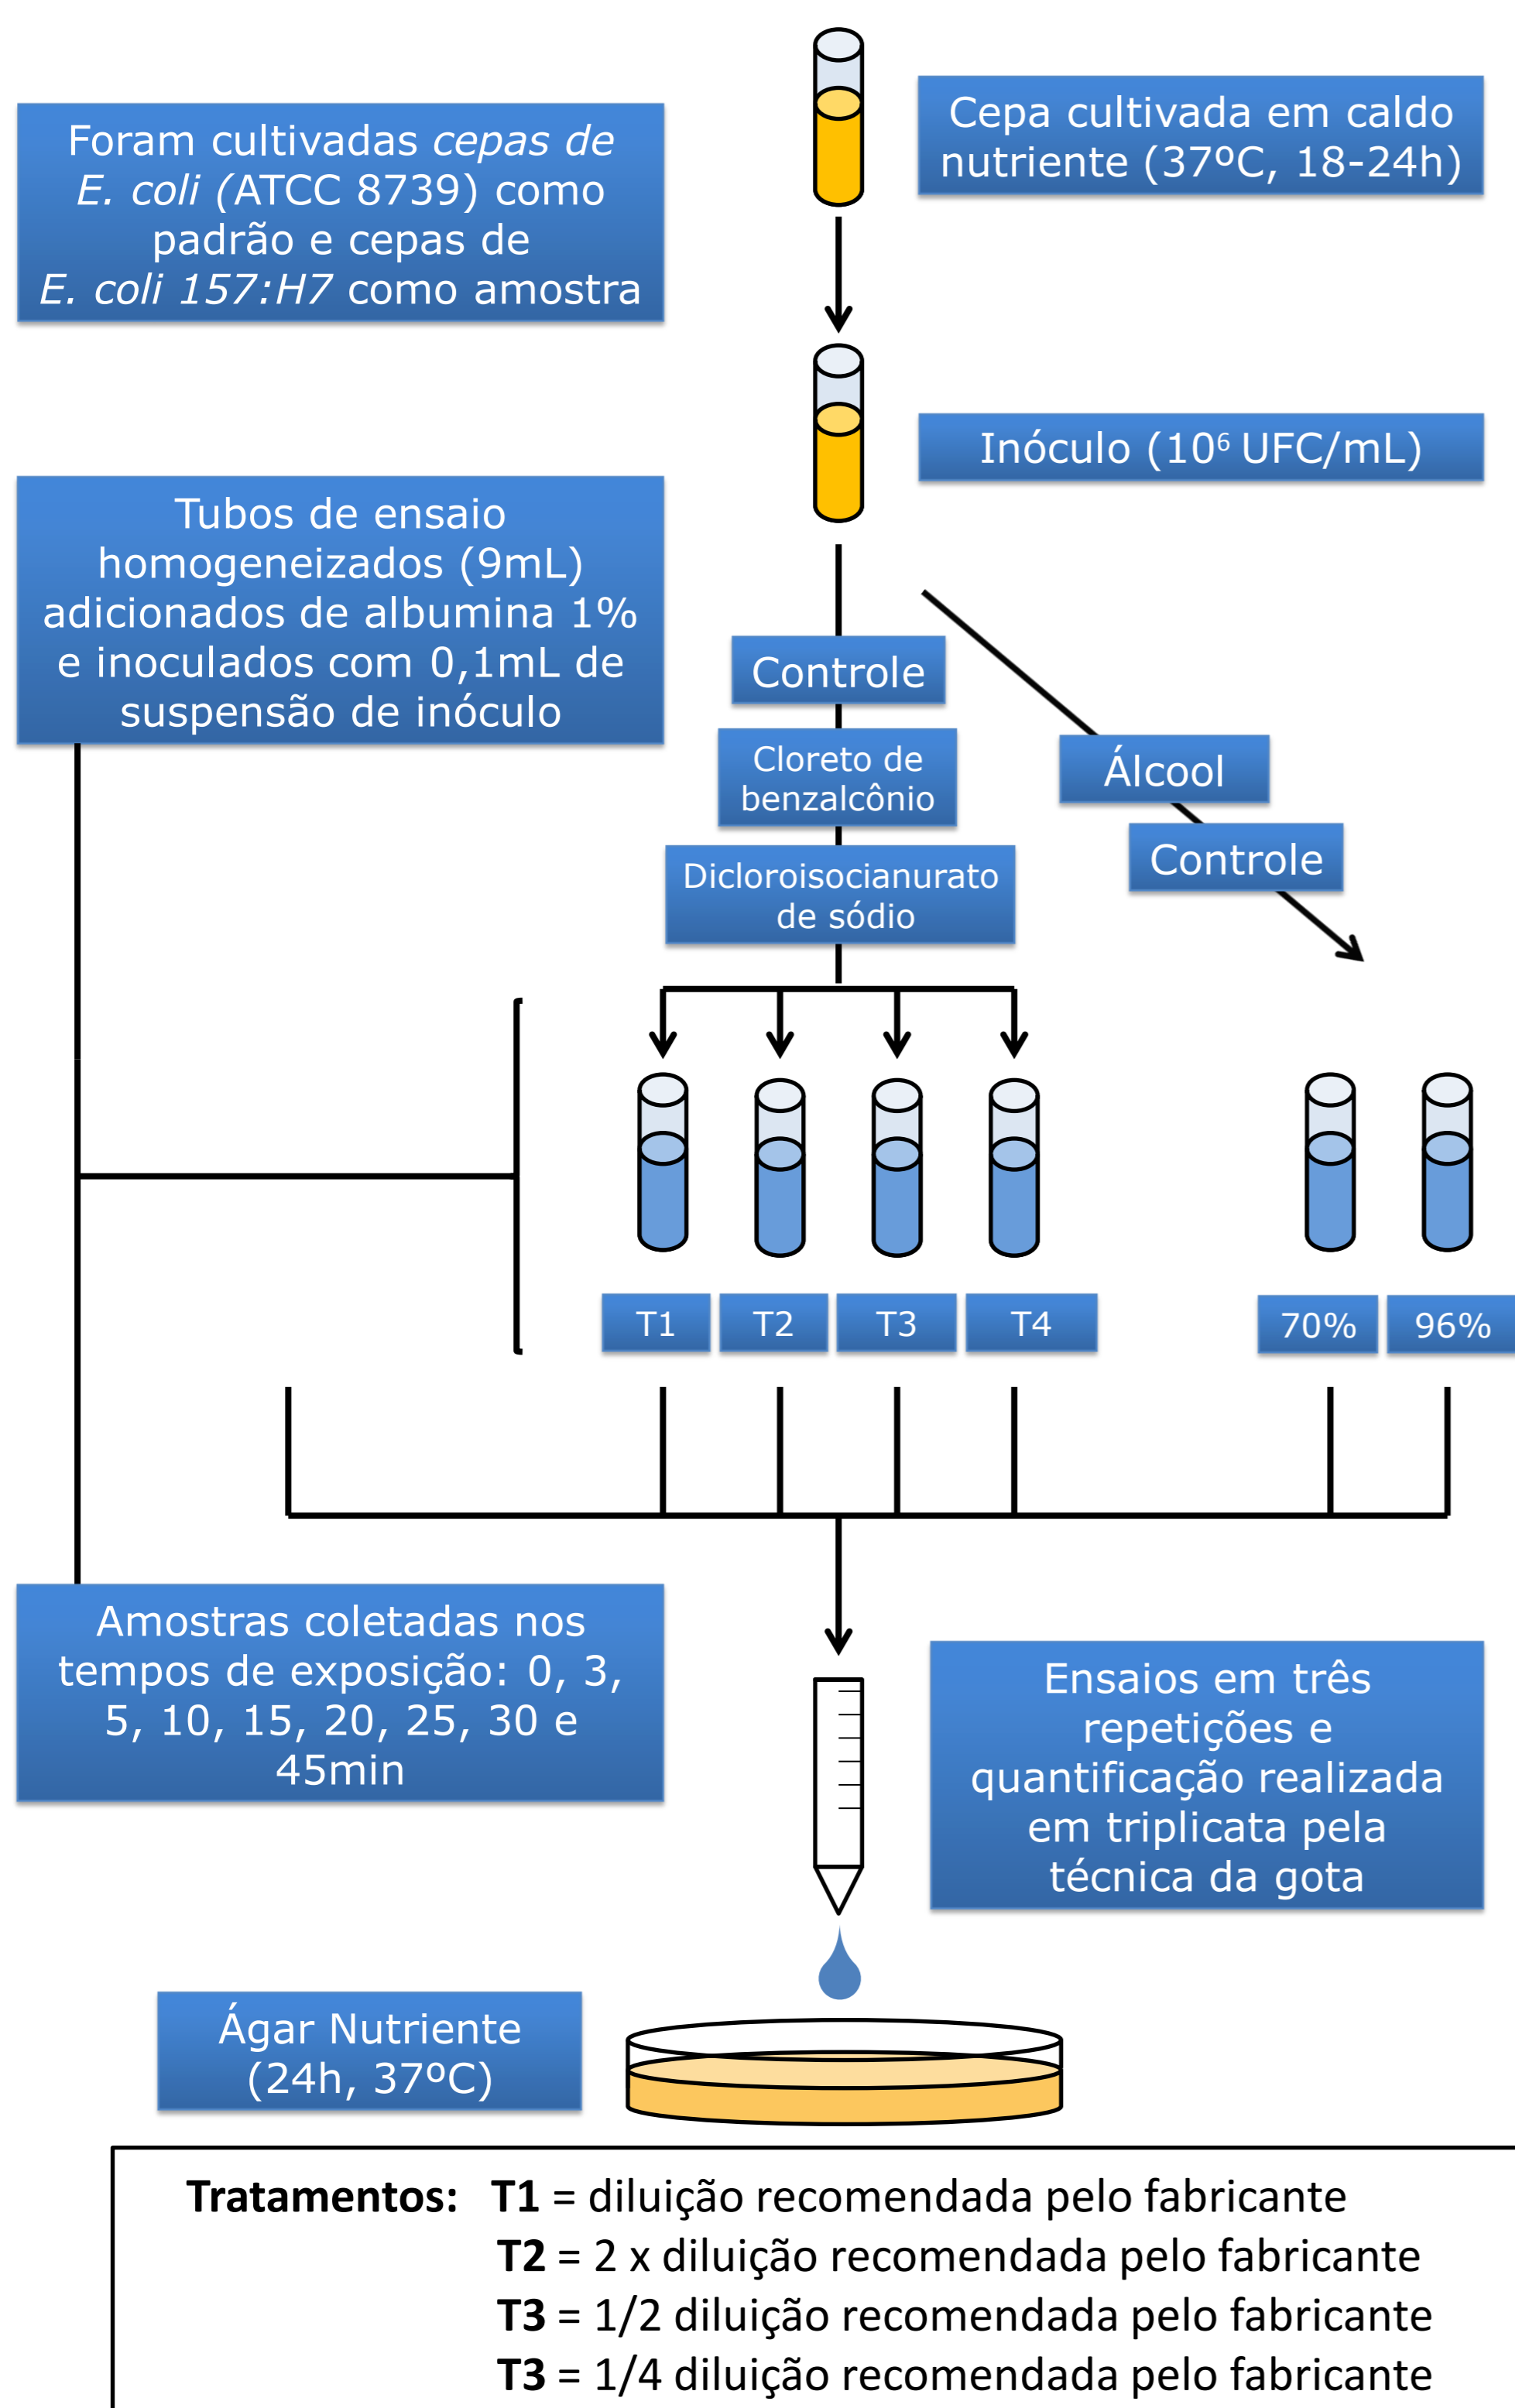 Foram cultivadas cepas de
E. coli (ATCC 8739) como
padrão e cepas de
E. coli 157:H7 como amostra
Cepa cultivada em caldo
nutriente (37ºC, 18-24h)
Inóculo (10⁶ UFC/mL)
Tubos de ensaio
homogeneizados (9mL)
adicionados de albumina 1%
e inoculados com 0,1mL de
suspensão de inóculo
Controle
Cloreto de
benzalcônio
Dicloroisocianurato
de sódio
Álcool
Controle
T1 T2 T3 T4 70% 96%
Amostras coletadas nos
tempos de exposição: 0, 3,
5, 10, 15, 20, 25, 30 e
45min
Ensaios em três
repetições e
quantificação realizada
em triplicata pela
técnica da gota
Ágar Nutriente
(24h, 37ºC)
Tratamentos: T1 = diluição recomendada pelo fabricante
T2 = 2 x diluição recomendada pelo fabricante
T3 = 1/2 diluição recomendada pelo fabricante
T3 = 1/4 diluição recomendada pelo fabricante